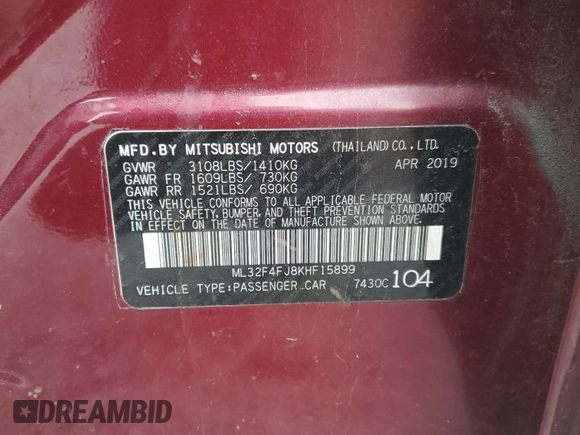 MFD. BY MITSUBISHI MOTORS (THAILAND) CO., LTD.
GVWR 3108LBS/1410KG APR 2019
GAWR FR 1609LBS/ 730KG
GAWR RR 1521LBS/ 690KG
THIS VEHICLE CONFORMS TO ALL APPLICABLE FEDERAL MOTOR
VEHICLE SAFETY, BUMPER, AND THEFT PREVENTION STANDARDS
IN EFFECT ON THE DATE OF MANUFACTURE SHOWN ABOVE.
ML32F4FJ8KHF15899
VEHICLE TYPE:PASSENGER CAR 7430C 104
DREAMBID